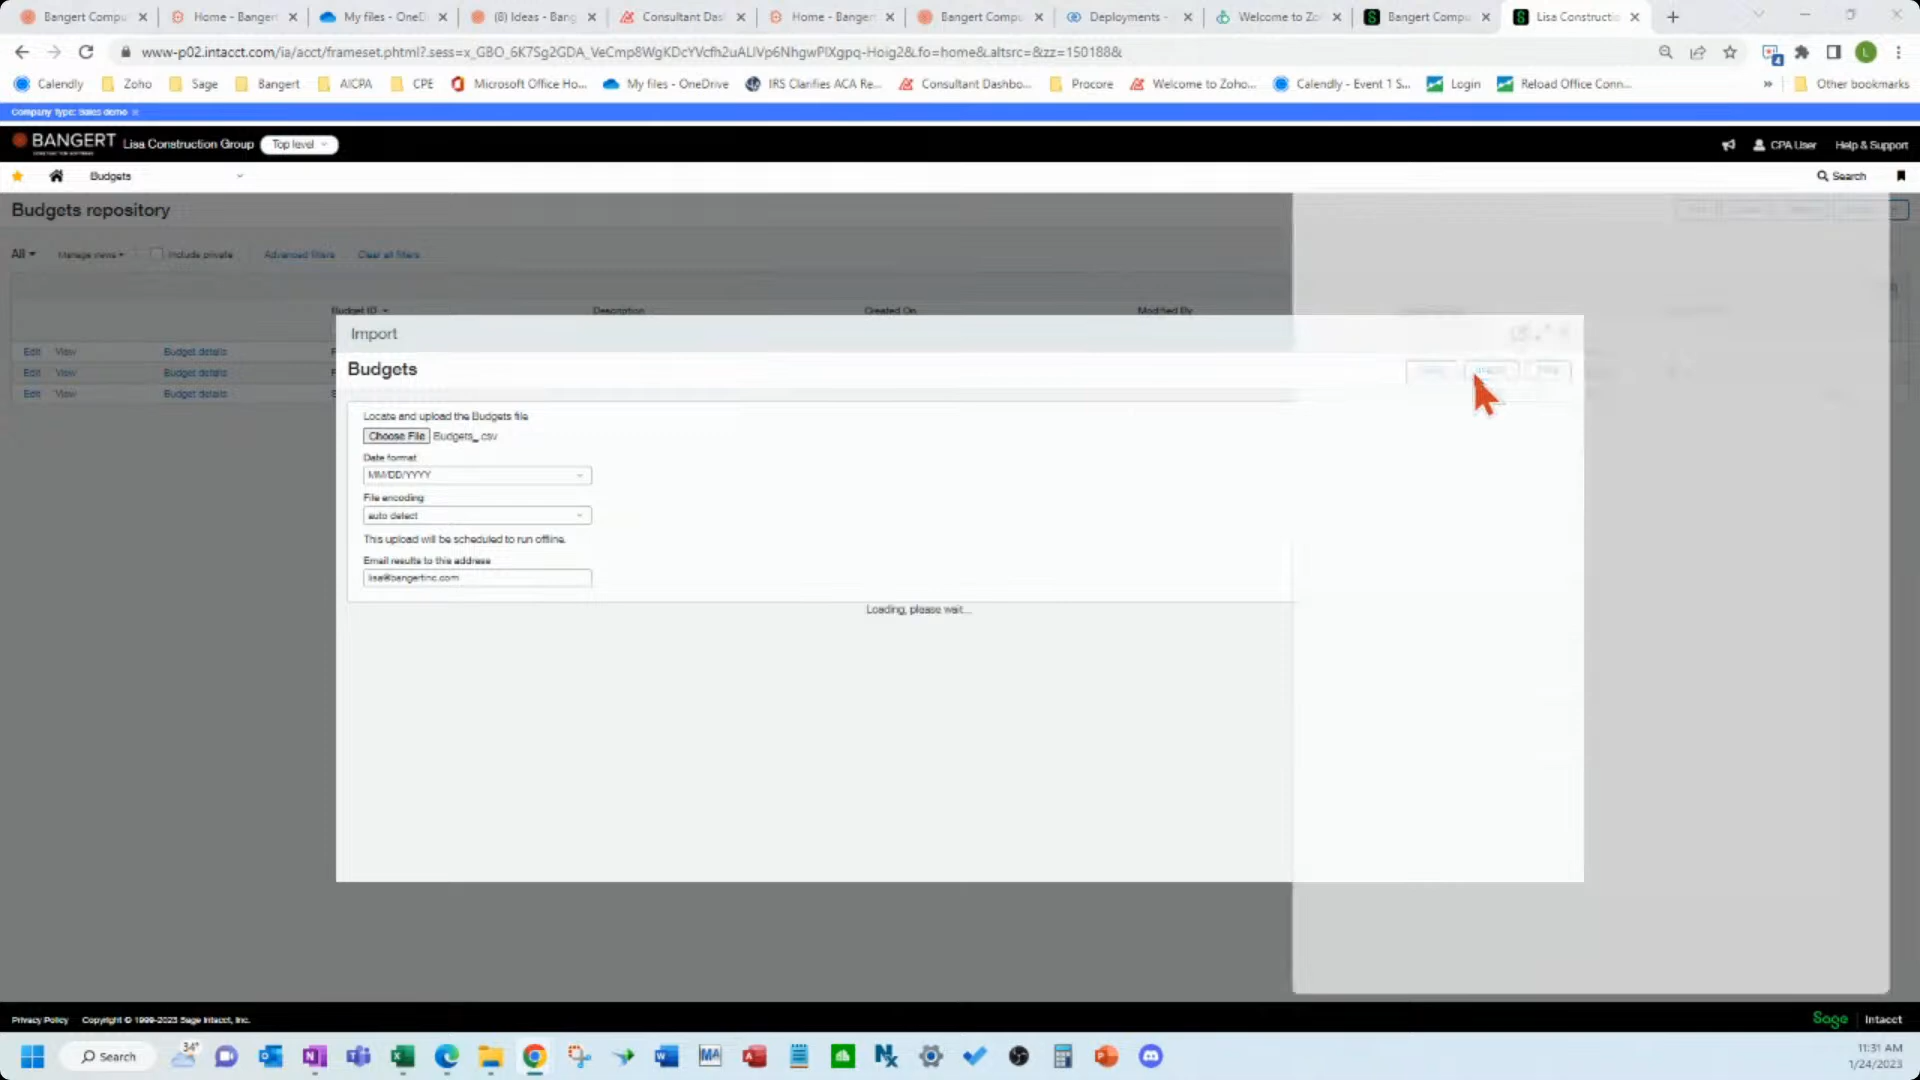 Bangert Compu
Home - Banger
My files - OneD
(8) Ideas - Bang
Consultant Das
Home - Banger
Bangert Compu
Deployments -
Welcome to Zo
Bangert Compu
Lisa Constructio
www-p02.intacct.com/ia/acct/frameset.phtml?.sess=x_GBO_6K7Sg2GDA_VeCmp8WgKDcYVcfh2uALIVp6NhgwPIXgpq-Hoig2&.fo=home&.altsrc=&zz=150188&
Calendly
Zoho
Sage
Bangert
AICPA
CPE
Microsoft Office Ho...
My files - OneDrive
IRS Clarifies ACA Re...
Consultant Dashbo...
Procore
Welcome to Zoho...
Calendly - Event 1 S...
Login
Reload Office Conn...
Other bookmarks
Company Type: Sales demo
BANGERT
Lisa Construction Group
Top level
CPA User
Help & Support
Budgets
Search
Budgets repository
All
Manage views
Include private
Advanced filters
Clear all filters
Budget ID
Description
Created On
Modified By
Edit View Budget details
Edit View Budget details
Edit View Budget details
Import
Budgets
Locate and upload the Budgets file
Choose File Budgets_.csv
Date format
MM/DD/YYYY
File encoding
auto detect
This upload will be scheduled to run offline.
Email results to this address
lisa@bangertinc.com
Loading, please wait...
Privacy Policy
Copyright © 1999-2023 Sage Intacct, Inc.
Sage
Intacct
Search
34°
11:31 AM
1/24/2023